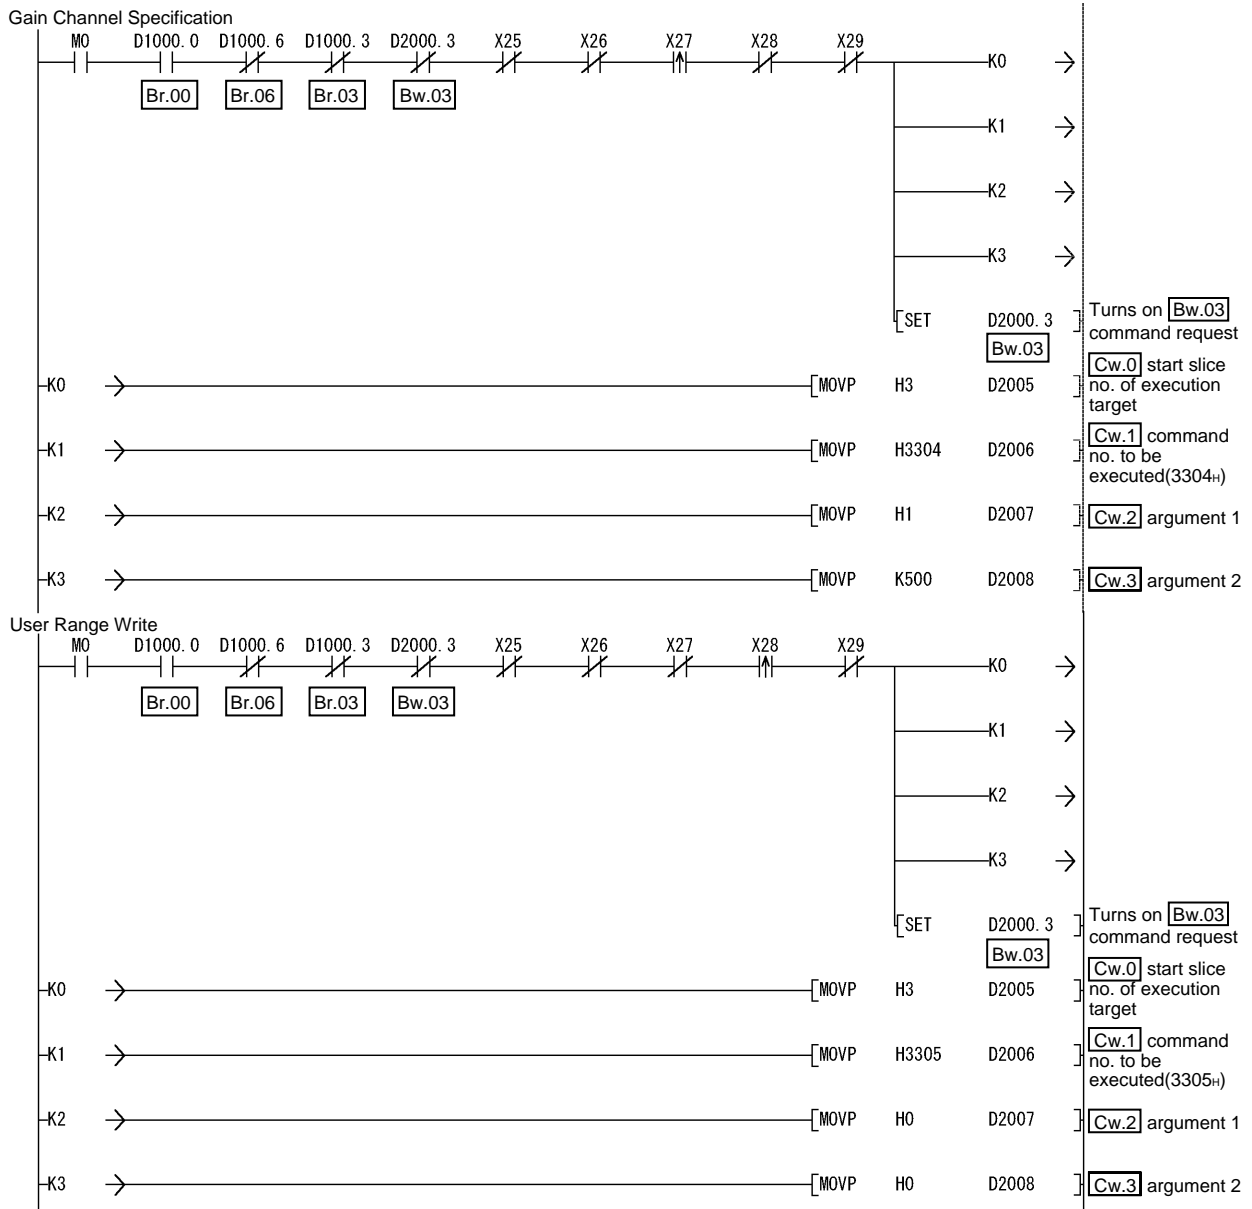 Gain Channel Specification
M0 D1000. 0 D1000. 6 D1000. 3 D2000. 3 X25 X26 X27 X28 X29
K0
Br.00 Br.06 Br.03 Bw.03
K1
K2
K3
SET D2000. 3 Turns on Bw.03
command request
Bw.03
K0 MOVP H3 D2005 Cw.0 start slice
no. of execution
target
K1 MOVP H3304 D2006 Cw.1 command
no. to be
executed(3304H)
K2 MOVP H1 D2007 Cw.2 argument 1
K3 MOVP K500 D2008 Cw.3 argument 2
User Range Write
M0 D1000. 0 D1000. 6 D1000. 3 D2000. 3 X25 X26 X27 X28 X29
K0
Br.00 Br.06 Br.03 Bw.03
K1
K2
K3
SET D2000. 3 Turns on Bw.03
command request
Bw.03
K0 MOVP H3 D2005 Cw.0 start slice
no. of execution
target
K1 MOVP H3305 D2006 Cw.1 command
no. to be
executed(3305H)
K2 MOVP H0 D2007 Cw.2 argument 1
K3 MOVP H0 D2008 Cw.3 argument 2